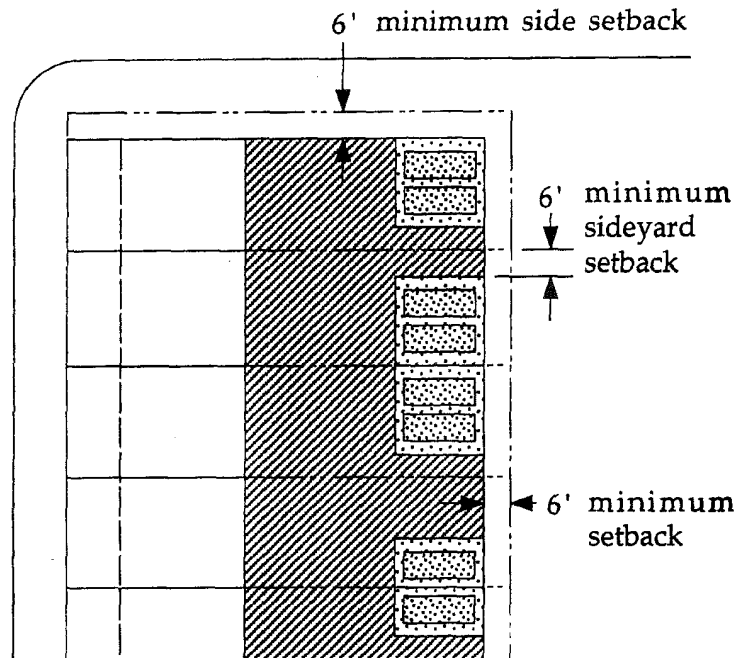 6' minimum side setback
6' minimum
sideyard
setback
6' minimum
setback